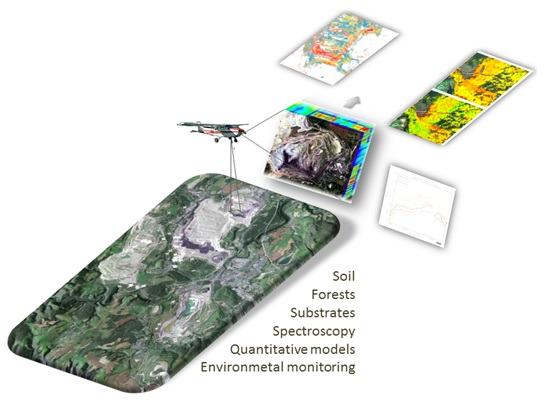 Soil
Forests
Substrates
Spectroscopy
Quantitative models
Environmetal monitoring